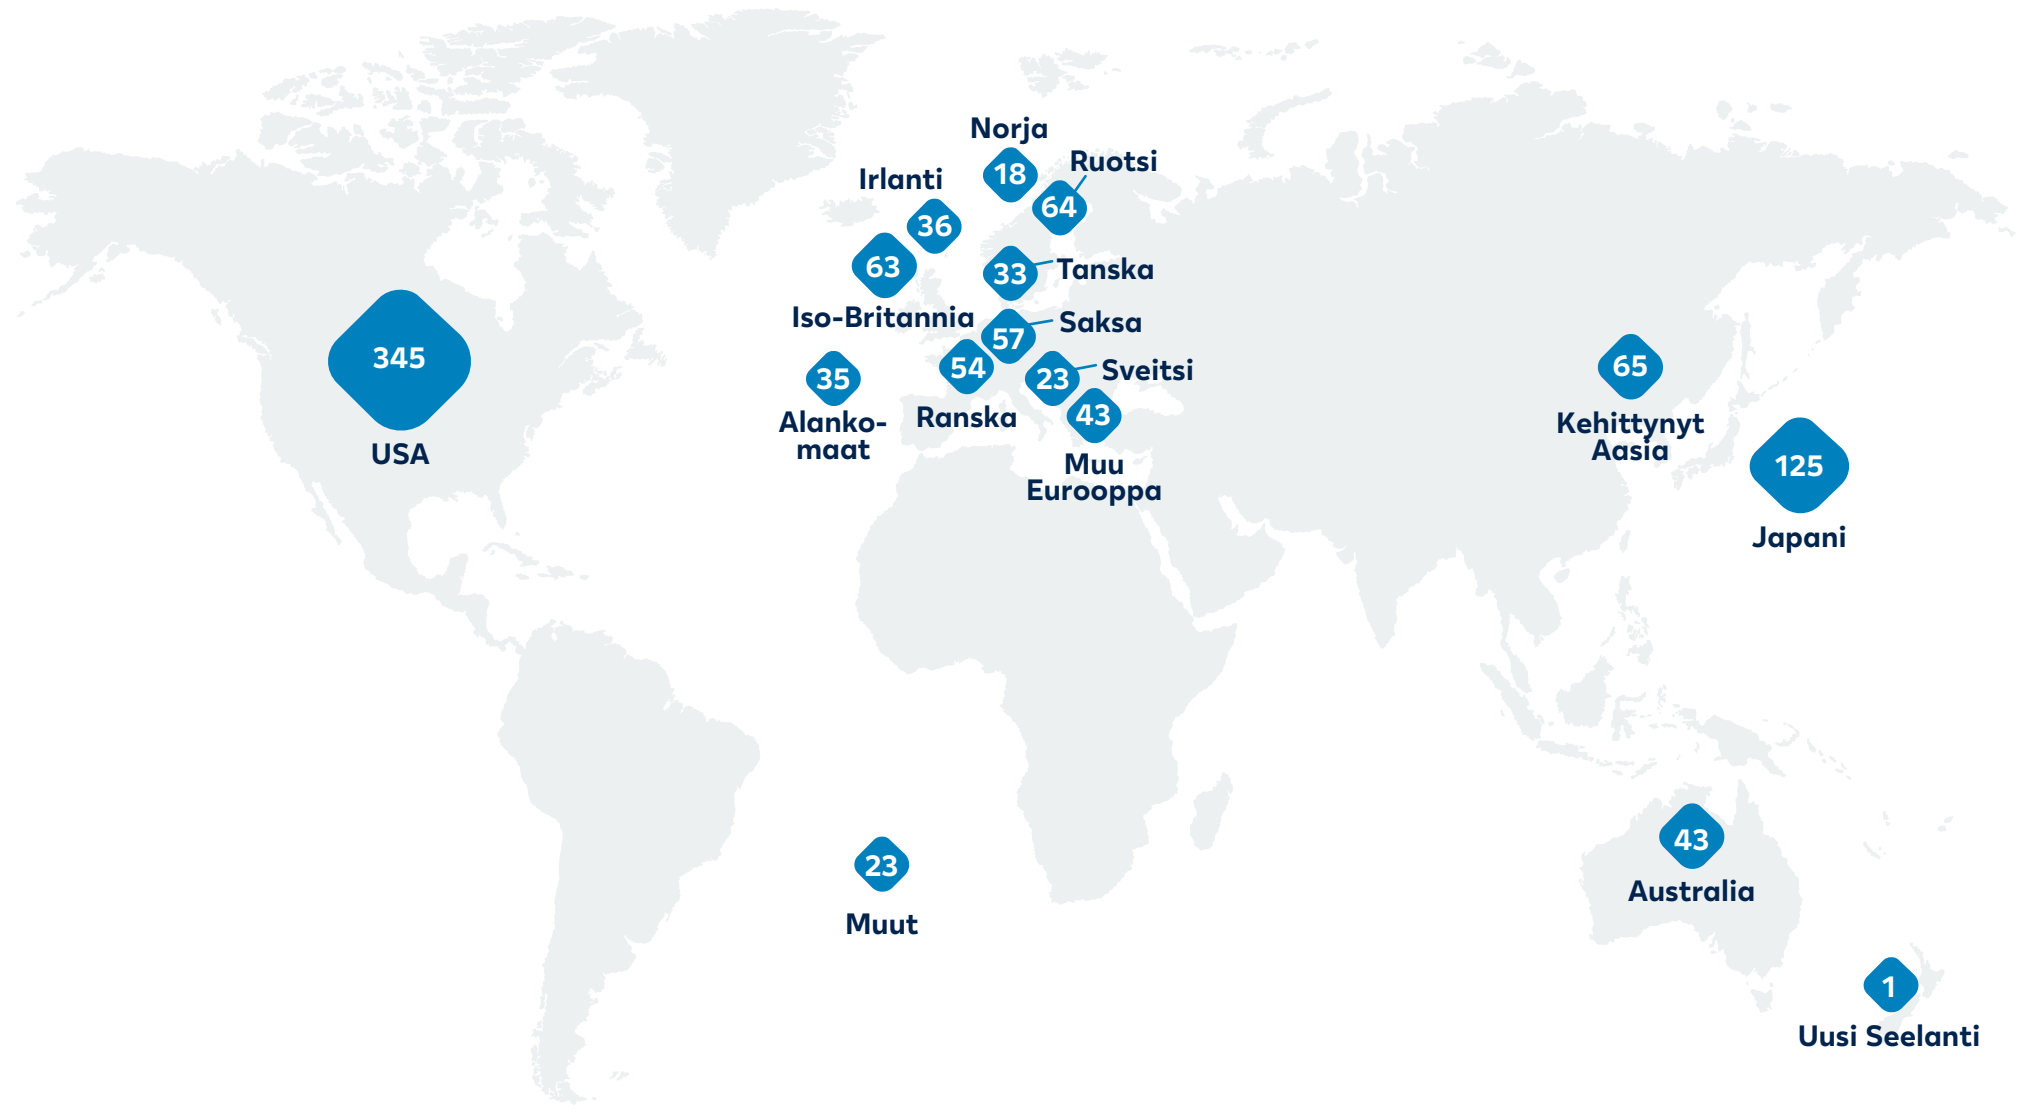 Norja
18
Ruotsi
64
Irlanti
36
63
Iso-Britannia
33
Tanska
57
Saksa
54
Ranska
23
Sveitsi
43
Muu
Eurooppa
35
Alanko-
maat
345
USA
65
Kehittynyt
Aasia
125
Japani
23
Muut
43
Australia
1
Uusi Seelanti